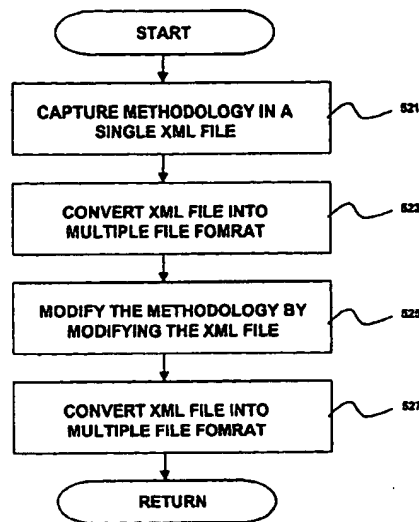 START
CAPTURE METHODOLOGY IN A
SINGLE XML FILE
521
CONVERT XML FILE INTO
MULTIPLE FILE FOMRAT
523
MODIFY THE METHODOLOGY BY
MODIFYING THE XML FILE
525
CONVERT XML FILE INTO
MULTIPLE FILE FOMRAT
527
RETURN